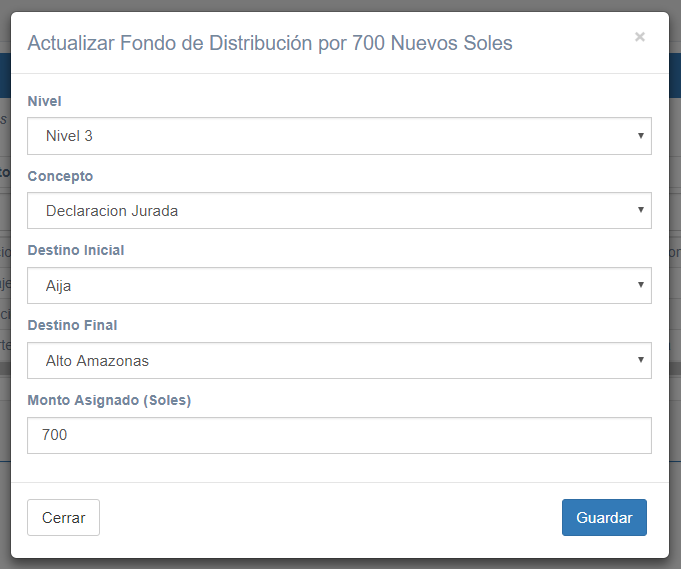 Actualizar Fondo de Distribución por 700 Nuevos Soles
×
Nivel
Nivel 3
Concepto
Declaracion Jurada
Destino Inicial
Aija
Destino Final
Alto Amazonas
Monto Asignado (Soles)
700
Cerrar
Guardar